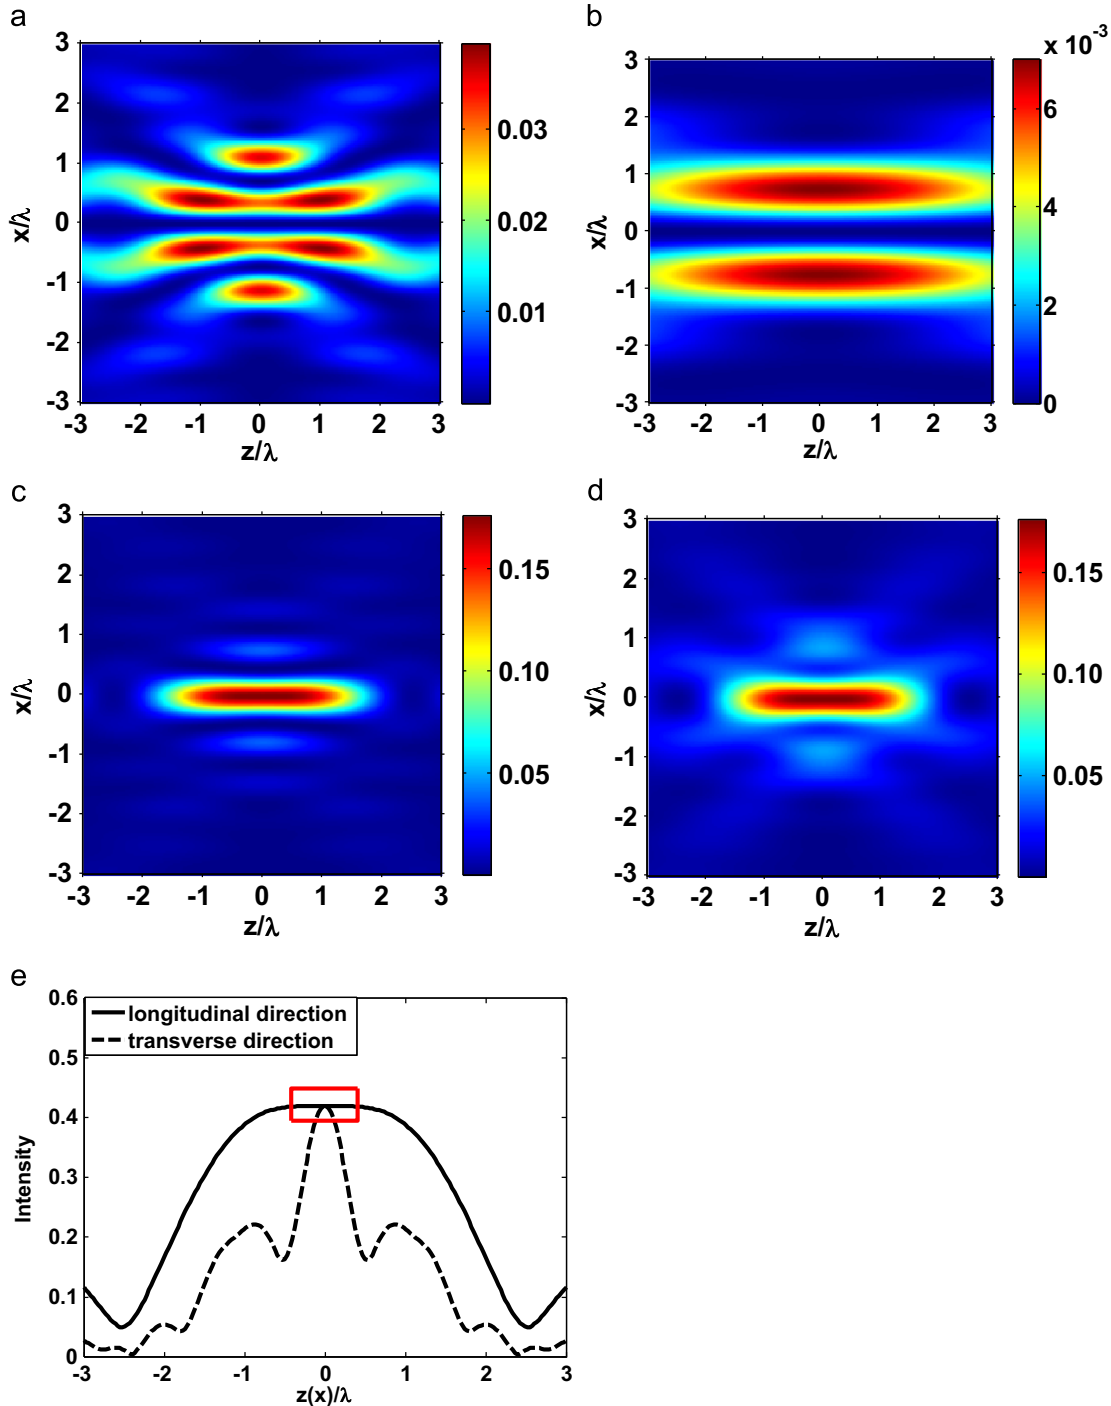 a
3
2
1
0
-1
-2
-3
x/λ
-3 -2 -1 0 1 2 3
z/λ
0.03
0.02
0.01
b
x 10⁻³
3
2
1
0
-1
-2
-3
x/λ
-3 -2 -1 0 1 2 3
z/λ
6
4
2
0
c
3
2
1
0
-1
-2
-3
x/λ
-3 -2 -1 0 1 2 3
z/λ
0.15
0.10
0.05
d
3
2
1
0
-1
-2
-3
x/λ
-3 -2 -1 0 1 2 3
z/λ
0.15
0.10
0.05
e
0.6
0.5
0.4
0.3
0.2
0.1
0
Intensity
longitudinal direction
transverse direction
-3 -2 -1 0 1 2 3
z(x)/λ